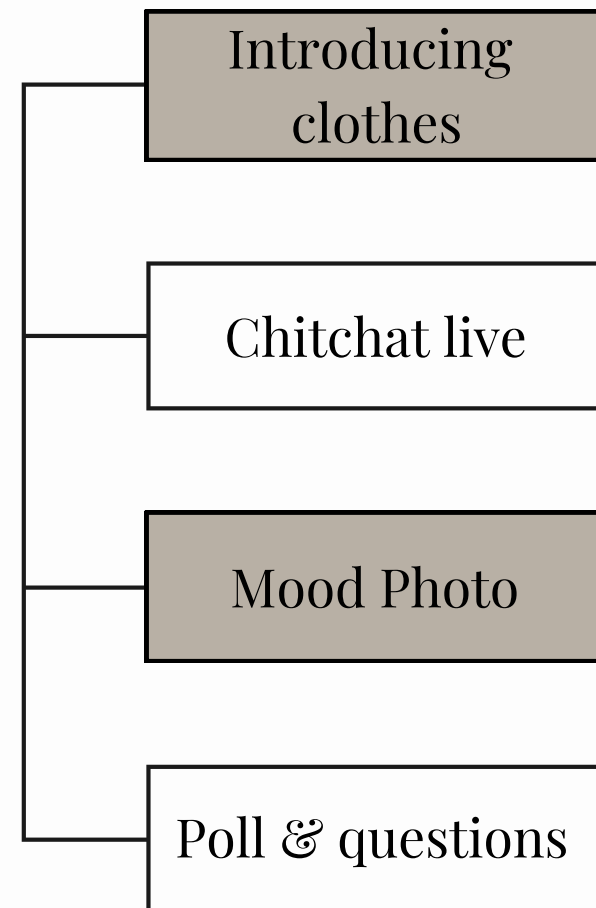 Introducing
clothes
Chitchat live
Mood Photo
Poll & questions